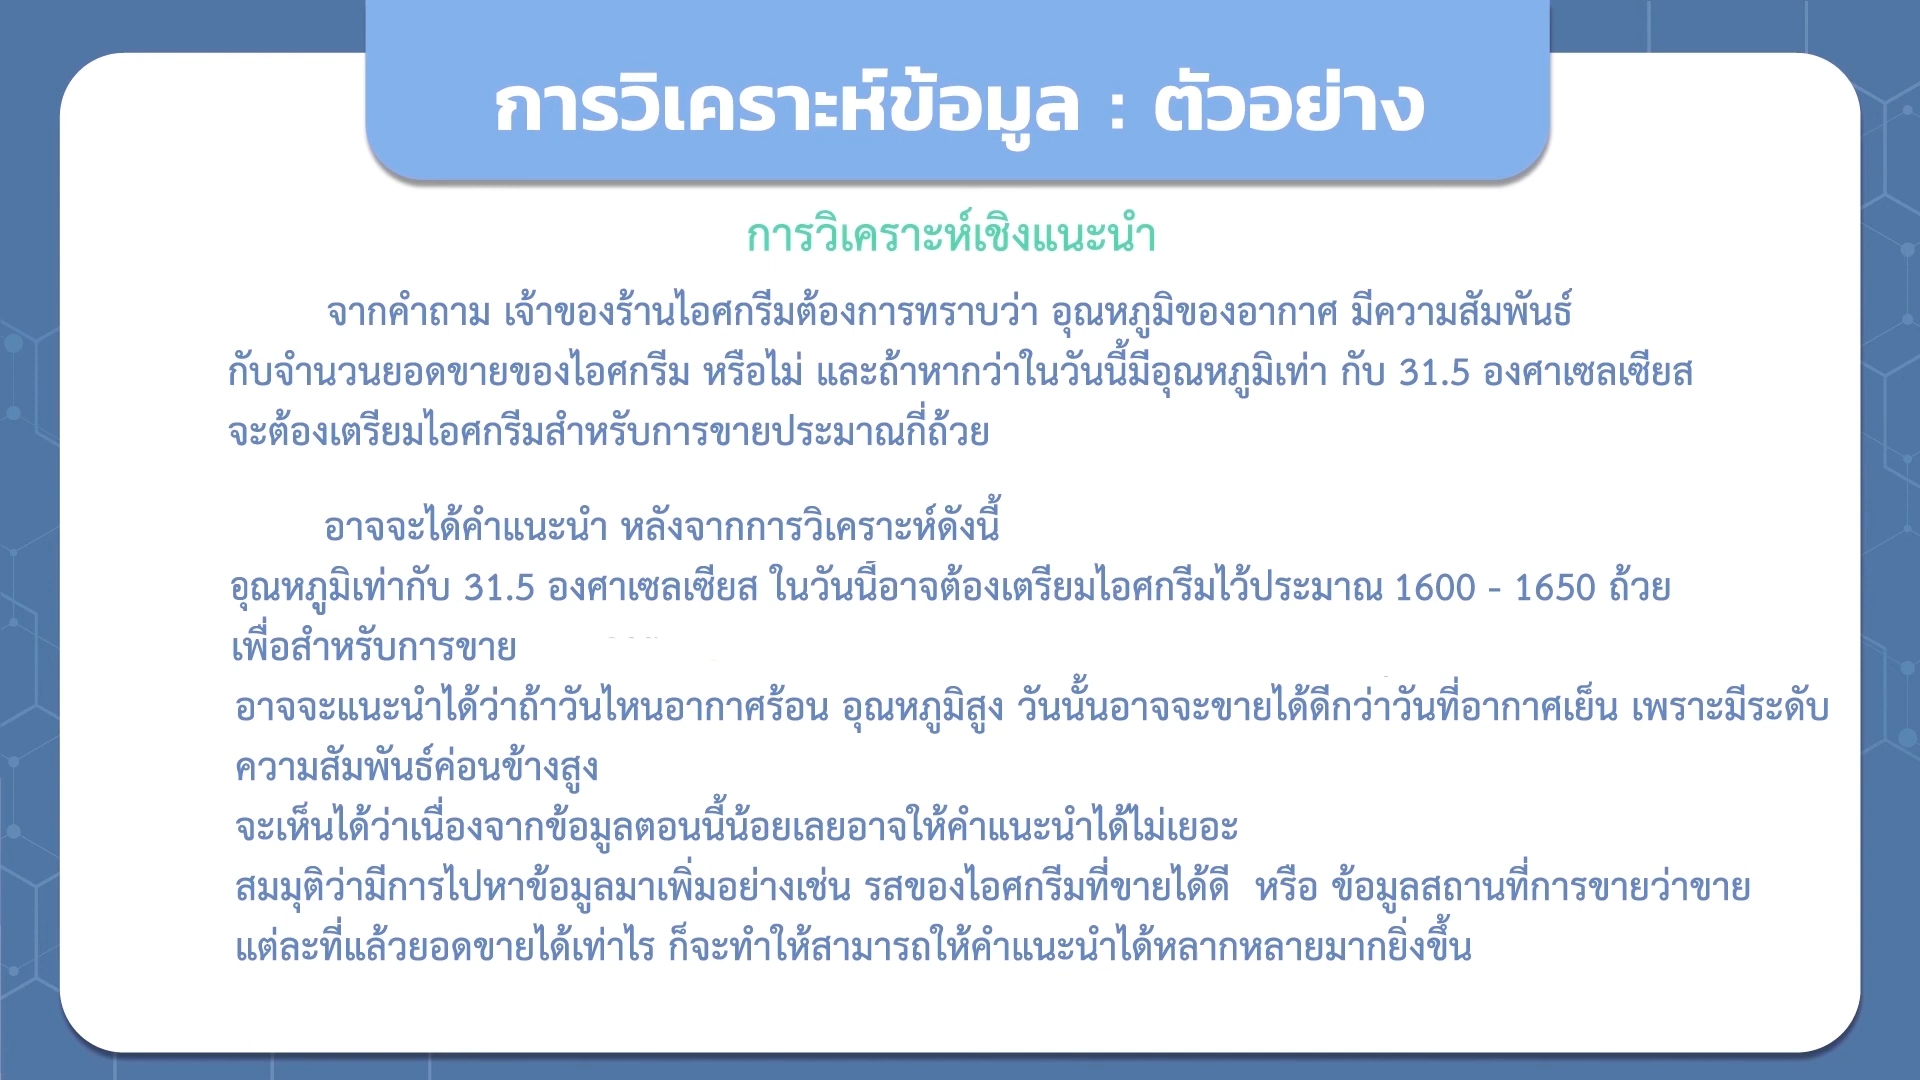 การวิเคราะห์ข้อมูล : ตัวอย่าง
การวิเคราะห์เชิงแนะนำ
จากคำถาม เจ้าของร้านไอศกรีมต้องการทราบว่า อุณหภูมิของอากาศ มีความสัมพันธ์
กับจำนวนยอดขายของไอศกรีม หรือไม่ และถ้าหากว่าในวันนี้มีอุณหภูมิเท่า กับ 31.5 องศาเซลเซียส
จะต้องเตรียมไอศกรีมสำหรับการขายประมาณกี่ถ้วย
อาจจะได้คำแนะนำ หลังจากการวิเคราะห์ดังนี้
อุณหภูมิเท่ากับ 31.5 องศาเซลเซียส ในวันนี้อาจต้องเตรียมไอศกรีมไว้ประมาณ 1600 - 1650 ถ้วย
เพื่อสำหรับการขาย
อาจจะแนะนำได้ว่าถ้าวันไหนอากาศร้อน อุณหภูมิสูง วันนั้นอาจจะขายได้ดีกว่าวันที่อากาศเย็น เพราะมีระดับ
ความสัมพันธ์ค่อนข้างสูง
จะเห็นได้ว่าเนื่องจากข้อมูลตอนนี้น้อยเลยอาจให้คำแนะนำได้ไม่เยอะ
สมมุติว่ามีการไปหาข้อมูลมาเพิ่มอย่างเช่น รสของไอศกรีมที่ขายได้ดี หรือ ข้อมูลสถานที่การขายว่าขาย
แต่ละที่แล้วยอดขายได้เท่าไร ก็จะทำให้สามารถให้คำแนะนำได้หลากหลายมากยิ่งขึ้น